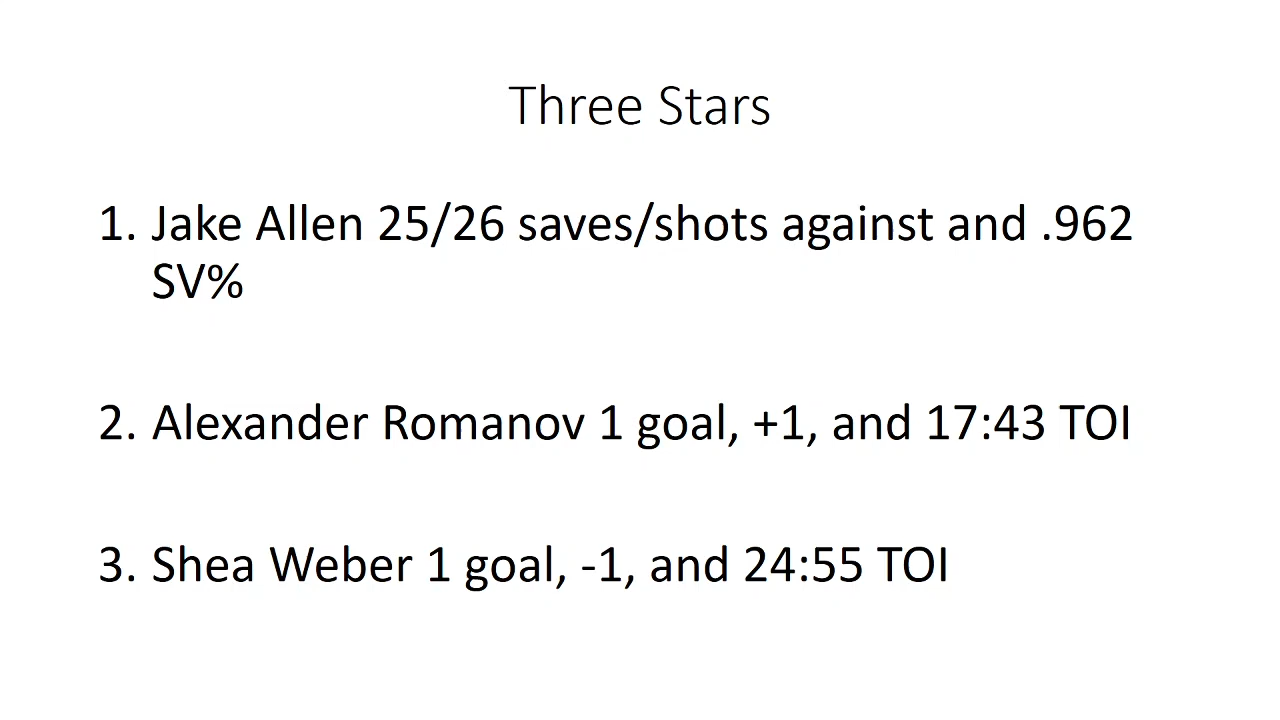 Three Stars
1. Jake Allen 25/26 saves/shots against and .962
SV%
2. Alexander Romanov 1 goal, +1, and 17:43 TOI
3. Shea Weber 1 goal, -1, and 24:55 TOI